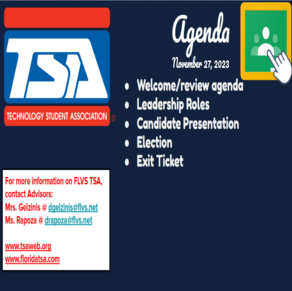 Agenda
November 27, 2023
TSA
TECHNOLOGY STUDENT ASSOCIATION
• Welcome/review agenda
• Leadership Roles
• Candidate Presentation
• Election
• Exit Ticket
For more information on FLVS TSA,
contact Advisors:
Mrs. Gelzinis @ dgelzinis@flvs.net
Ms. Rapoza @ drapoza@flvs.net
www.tsaweb.org
www.floridatsa.com